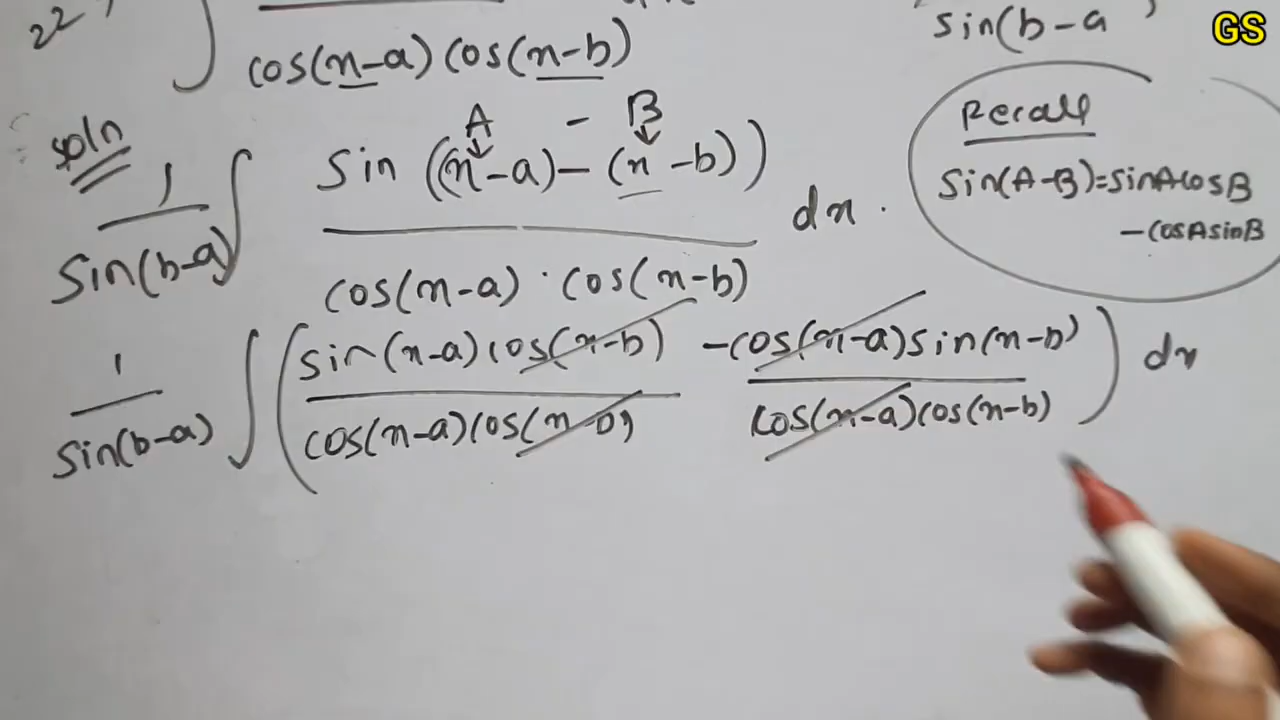 22)
sin(b-a
GS
∫ cos(x-a) cos(x-b)
Recall
A - B
soln
1 ∫ sin ((x-a)-(x-b)) dx.
sin(b-a) cos(x-a) · cos(x-b)
sin(A-B)=sinAcosB
-cosAsinB
1 ∫ (sin(x-a)cos(x-b) -cos(x-a)sin(x-b)) dx
sin(b-a) cos(x-a)cos(x-b) cos(x-a)cos(x-b)